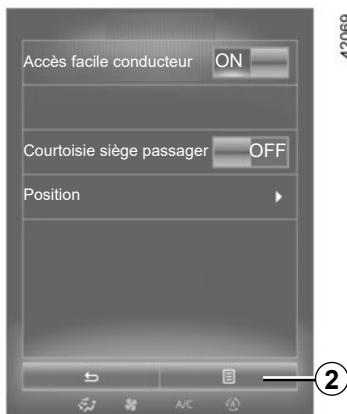 42069
Accès facile conducteur ON
Courtoisie siège passager OFF
Position
2
A/C